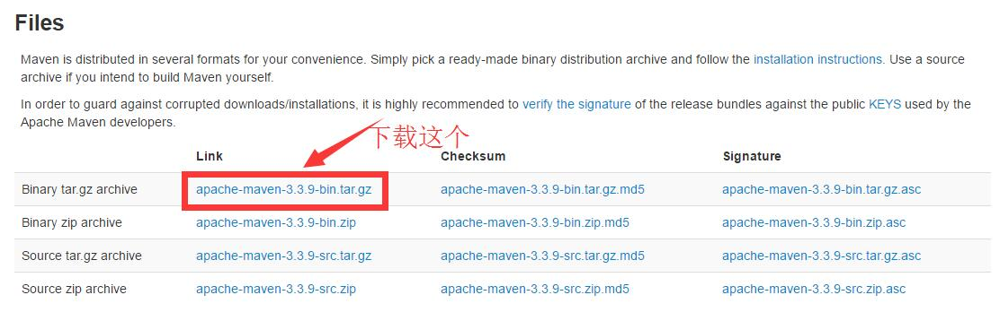 Files
Maven is distributed in several formats for your convenience. Simply pick a ready-made binary distribution archive and follow the installation instructions. Use a source
archive if you intend to build Maven yourself.
In order to guard against corrupted downloads/installations, it is highly recommended to verify the signature of the release bundles against the public KEYS used by the
Apache Maven developers.
下载这个
Link Checksum Signature
Binary tar.gz archive apache-maven-3.3.9-bin.tar.gz apache-maven-3.3.9-bin.tar.gz.md5 apache-maven-3.3.9-bin.tar.gz.asc
Binary zip archive apache-maven-3.3.9-bin.zip apache-maven-3.3.9-bin.zip.md5 apache-maven-3.3.9-bin.zip.asc
Source tar.gz archive apache-maven-3.3.9-src.tar.gz apache-maven-3.3.9-src.tar.gz.md5 apache-maven-3.3.9-src.tar.gz.asc
Source zip archive apache-maven-3.3.9-src.zip apache-maven-3.3.9-src.zip.md5 apache-maven-3.3.9-src.zip.asc